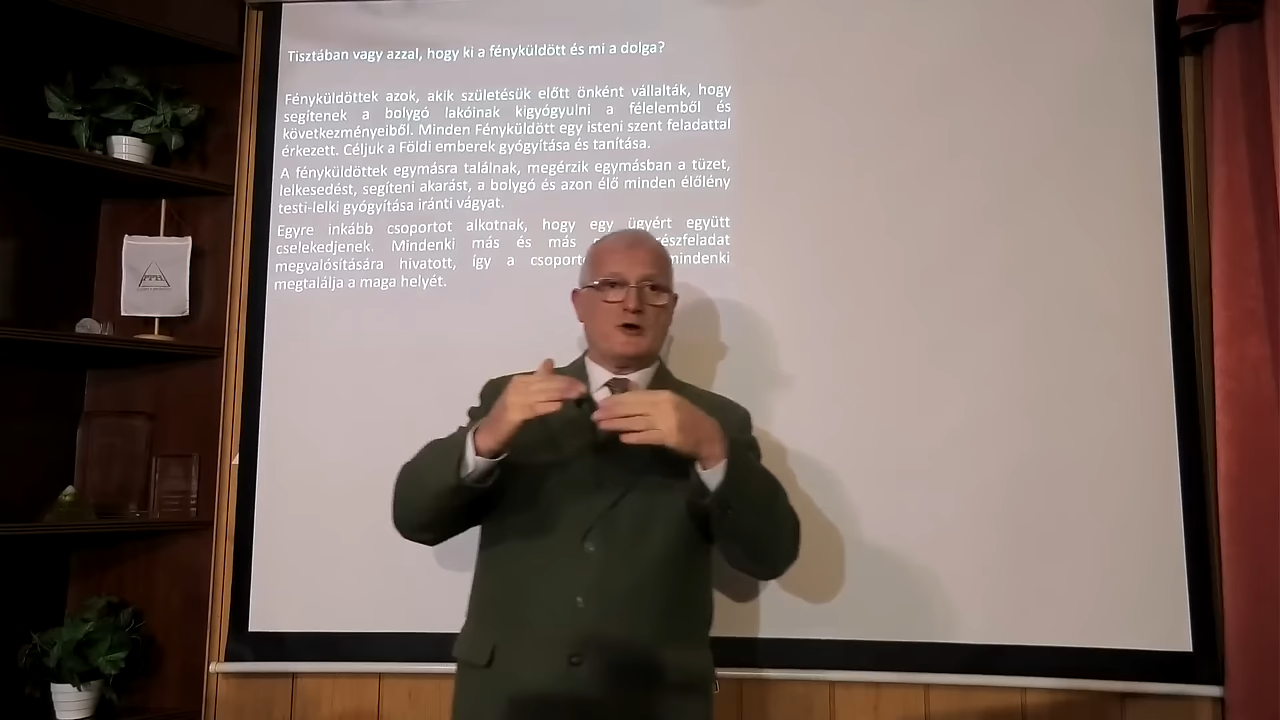 Tisztában vagy azzal, hogy ki a fényküldött és mi a dolga?
Fényküldöttek azok, akik születésük előtt önként vállalták, hogy
segítenek a bolygó lakóinak kigyógyulni a félelemből és
következményeiből. Minden Fényküldött egy isteni szent feladattal
érkezett. Céljuk a Földi emberek gyógyítása és tanítása.
A fényküldöttek egymásra találnak, megérzik egymásban a tüzet,
lelkesedést, segíteni akarást, a bolygó és azon élő minden élőlény
testi-lelki gyógyítása iránti vágyat.
Egyre inkább csoportot alkotnak, hogy egy ügyért együtt
cselekedjenek. Mindenki más és más részfeladat
megvalósítására hivatott, így a mindenki
megtalálja a maga helyét.